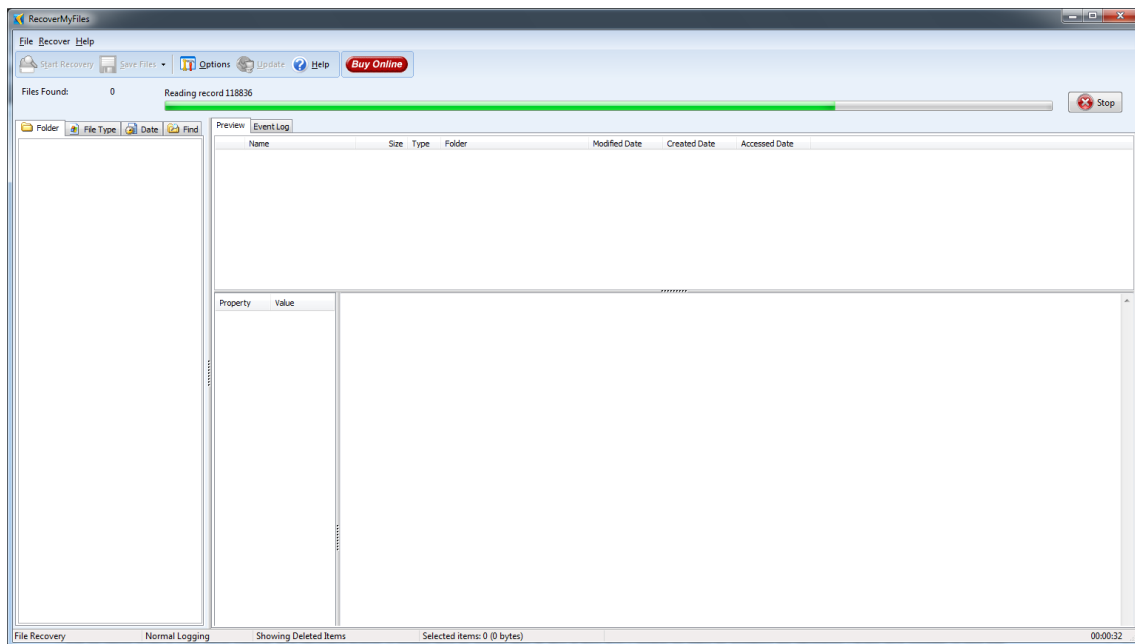 RecoverMyFiles
File Recover Help
Start Recovery Save Files Options Update Help Buy Online
Files Found: 0 Reading record 118836
Stop
Folder File Type Date Find Preview Event Log
Name Size Type Folder Modified Date Created Date Accessed Date
Property Value
File Recovery Normal Logging Showing Deleted Items Selected items: 0 (0 bytes) 00:00:32